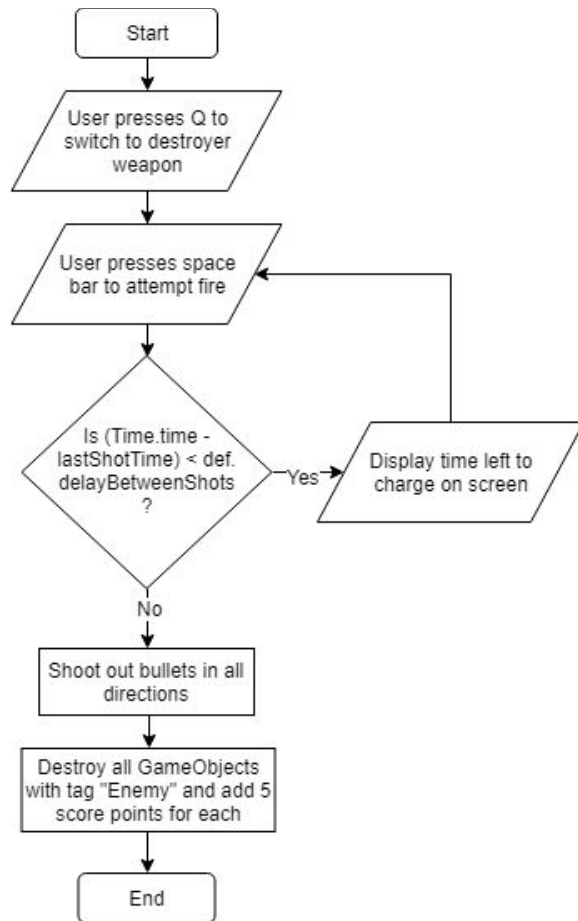 Start
User presses Q to
switch to destroyer
weapon
User presses space
bar to attempt fire
Is (Time.time -
lastShotTime) < def.
delayBetweenShots
?
Yes
Display time left to
charge on screen
No
Shoot out bullets in all
directions
Destroy all GameObjects
with tag "Enemy" and add 5
score points for each
End